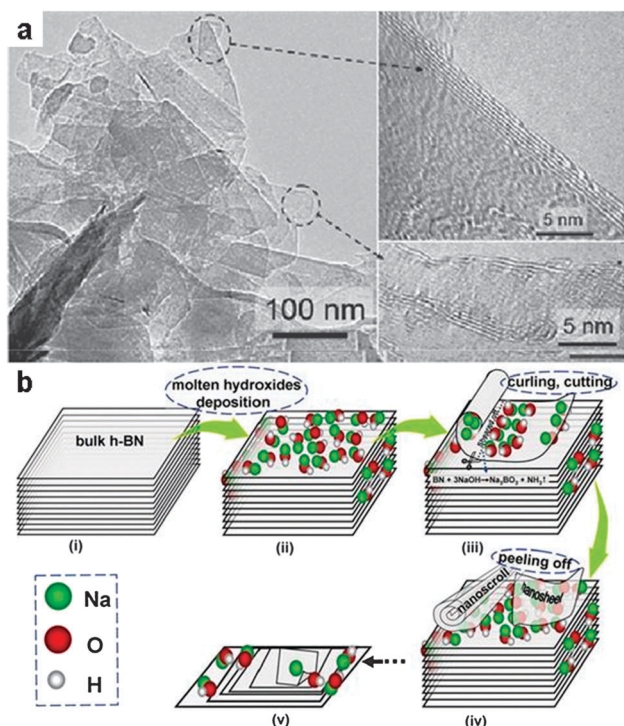 a
5 nm
100 nm
5 nm
b
molten hydroxides
deposition
curling, cutting
bulk h-BN
BN + 3NaOH→Na₃BO₃ + NH₃↑
(i)
(ii)
(iii)
peeling off
nanoscroll
nanosheet
Na
O
H
(v)
(iv)